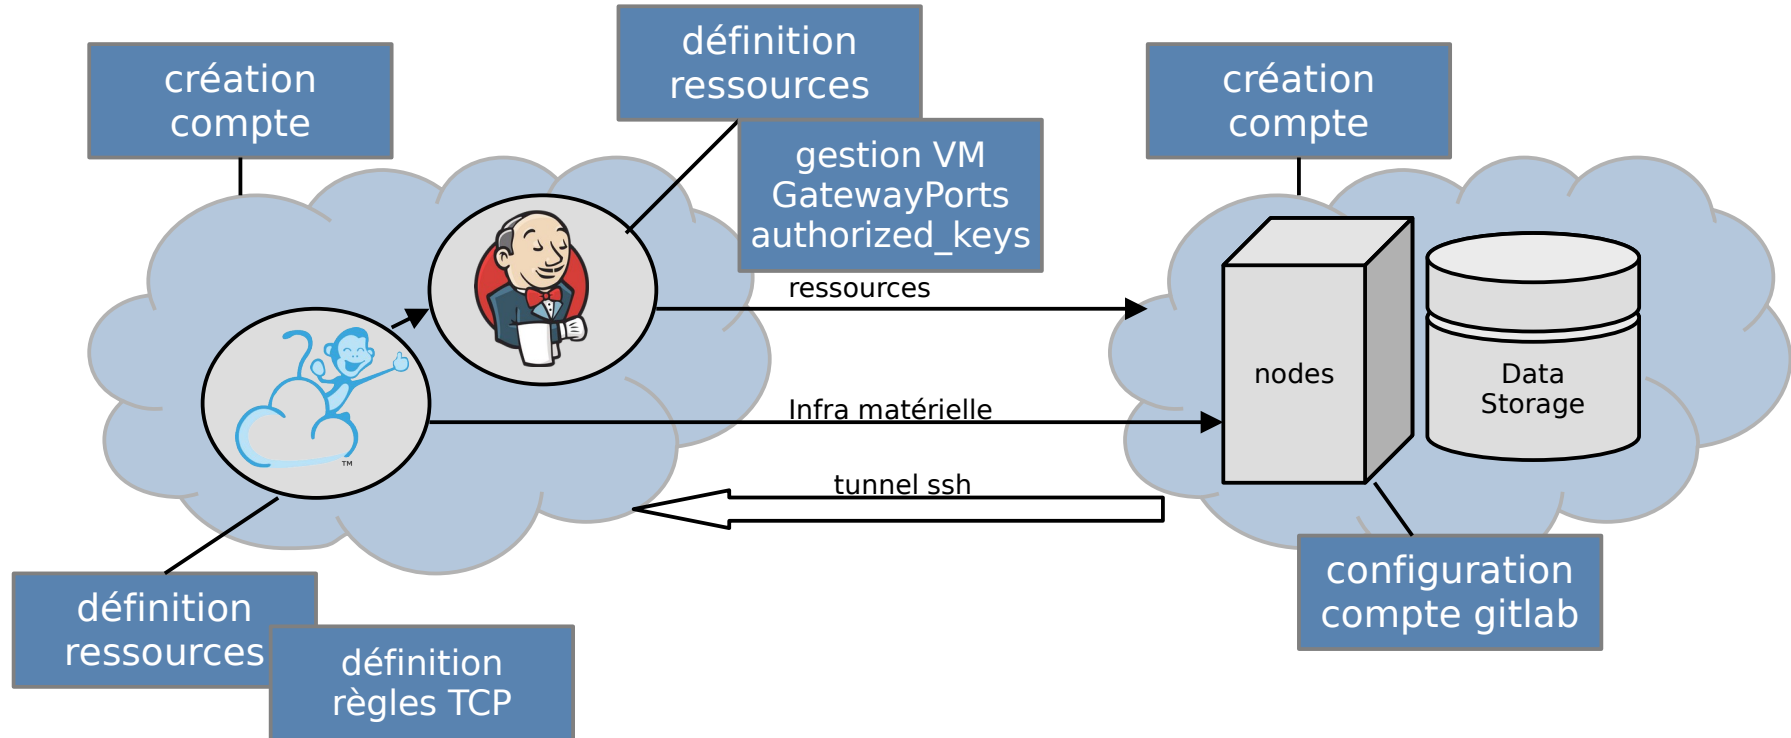 définition
ressources
création
compte
création
compte
gestion VM
GatewayPorts
authorized_keys
ressources
nodes
Data
Storage
Infra matérielle
TM
tunnel ssh
configuration
compte gitlab
définition
ressources
définition
règles TCP